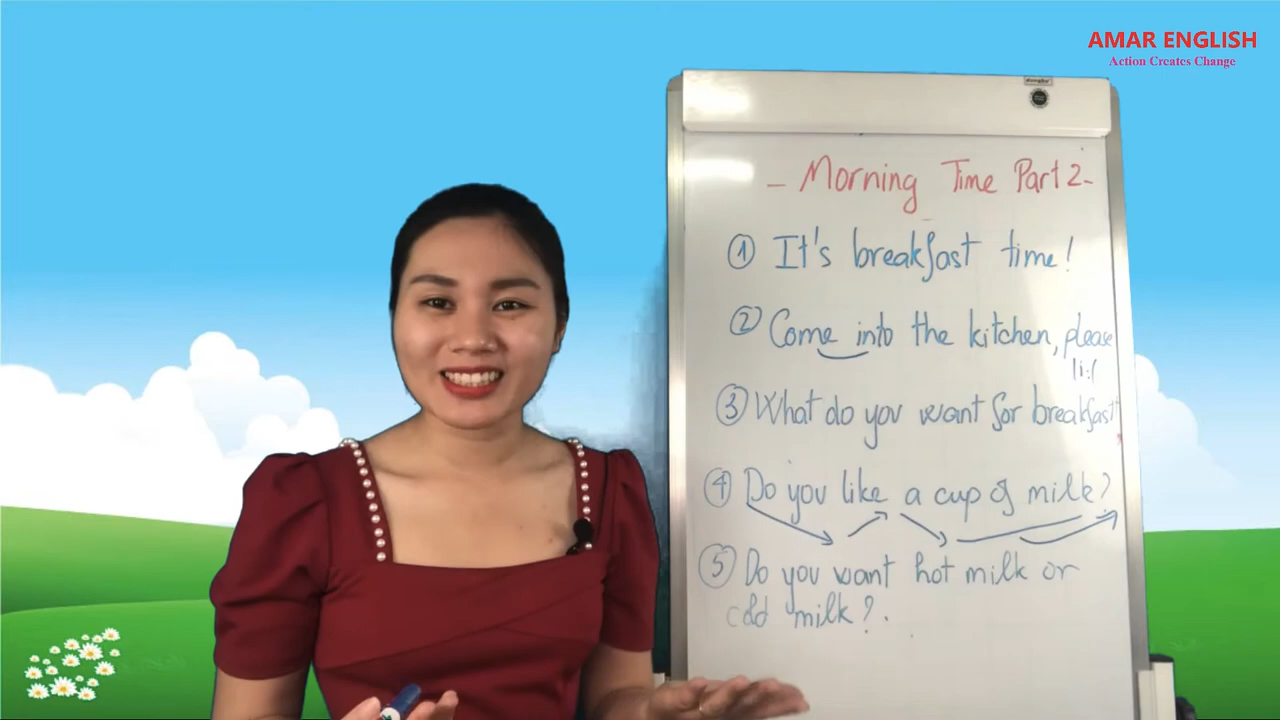 AMAR ENGLISH
Action Creates Change
- Morning Time Part 2-
① It's breakfast time!
② Come into the kitchen, please
③ What do you want for breakfast
④ Do you like a cup of milk?
⑤ Do you want hot milk or
cold milk?.